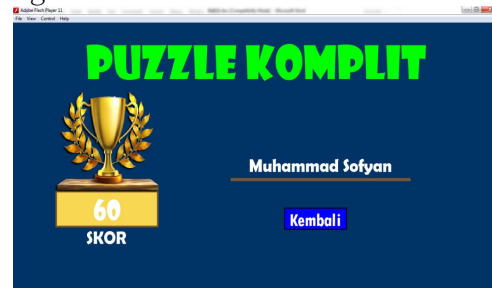 Adobe Flash Player 11
File View Control Help
PUZZLE KOMPLIT
Muhammad Sofyan
60
Kembali
SKOR